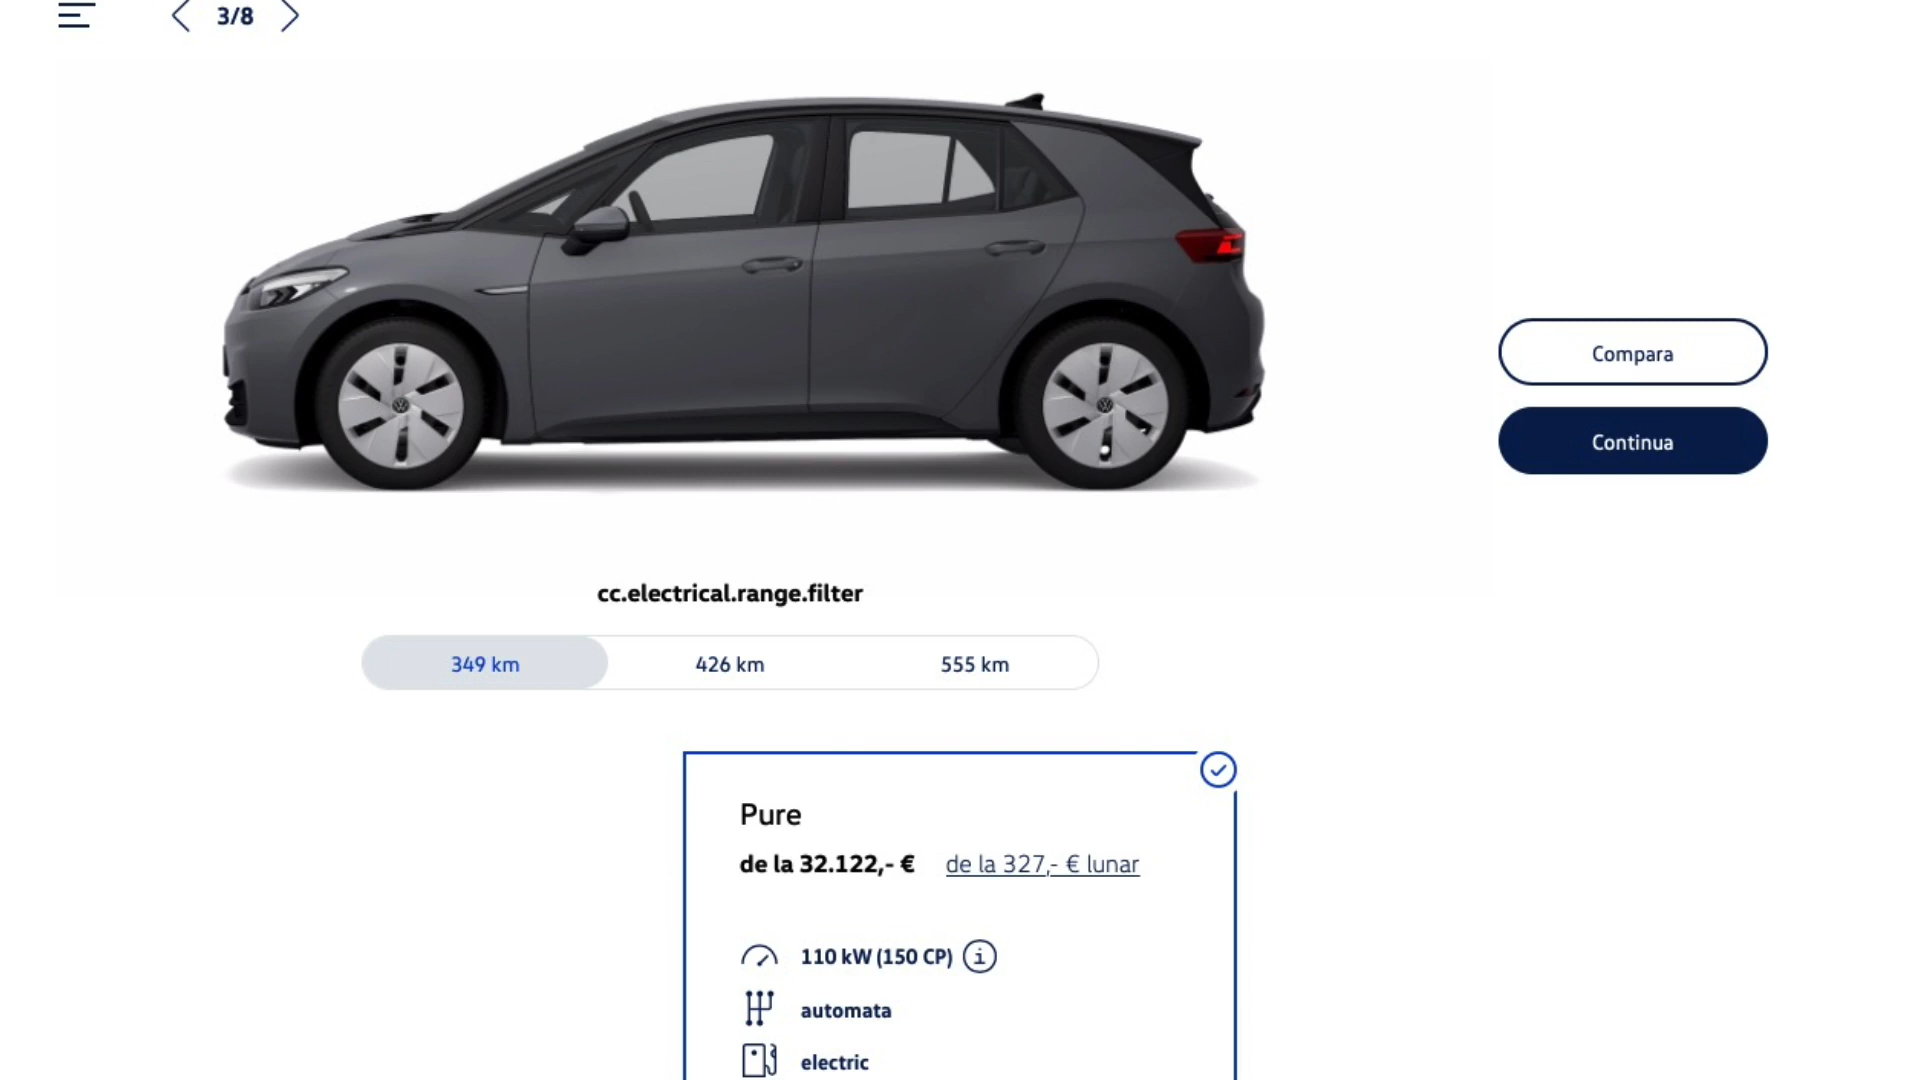 3/8
Compara
Continua
cc.electrical.range.filter
349 km 426 km 555 km
Pure
de la 32.122,- € de la 327,- € lunar
110 kW (150 CP) i
automata
electric